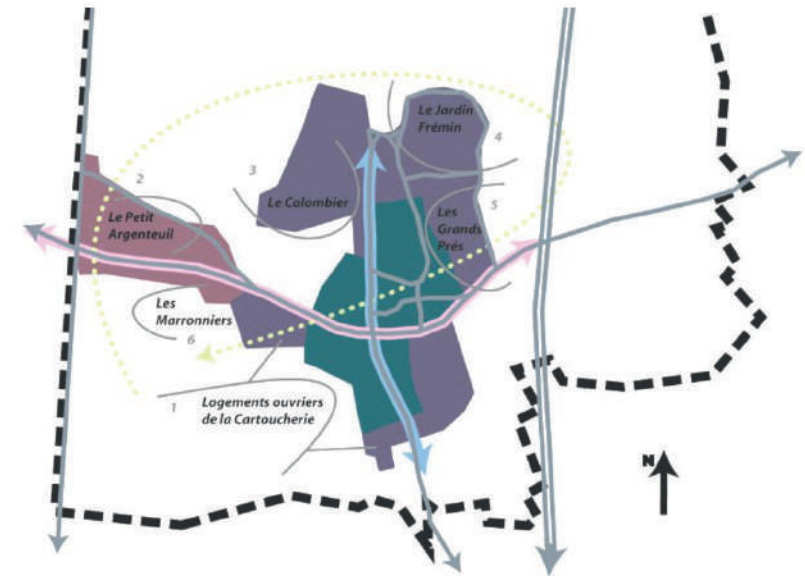 Le Jardin
Frémin
4
3
2
Le Colombier
5
Le Petit
Argenteuil
Les
Grands
Prés
Les
Marronniers
6
1
Logements ouvriers
de la Cartoucherie
N